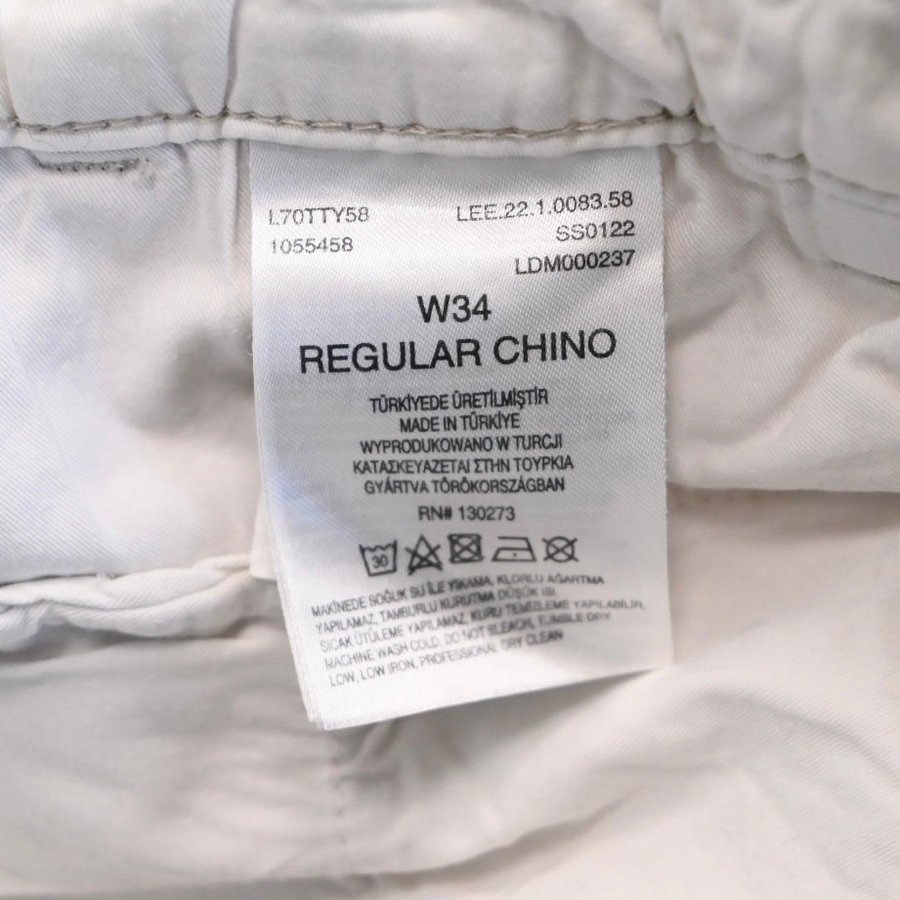 L70TTY58
1055458
LEE.22.1.0083.58
SS0122
LDM000237
W34
REGULAR CHINO
TÜRKİYEDE ÜRETİLMİŞTİR
MADE IN TÜRKİYE
WYPRODUKOWANO W TURCJI
ΚΑΤΑΣΚΕΥΑΖΕΤΑΙ ΣΤΗΝ ΤΟΥΡΚΙΑ
GYÁRTVA TÖRÖKORSZÁGBAN
RN# 130273
30
MAKİNEDE SOĞUK SU İLE YIKAMA, KLORLU AĞARTMA
YAPILAMAZ, TAMBURLU KURUTMA DÜŞÜK ISI,
SICAK ÜTÜLEME YAPILAMAZ, KURU TEMİZLEME YAPILABİLİR,
MACHINE WASH COLD, DO NOT BLEACH, TUMBLE DRY
LOW, LOW IRON, PROFESSIONAL DRY CLEAN